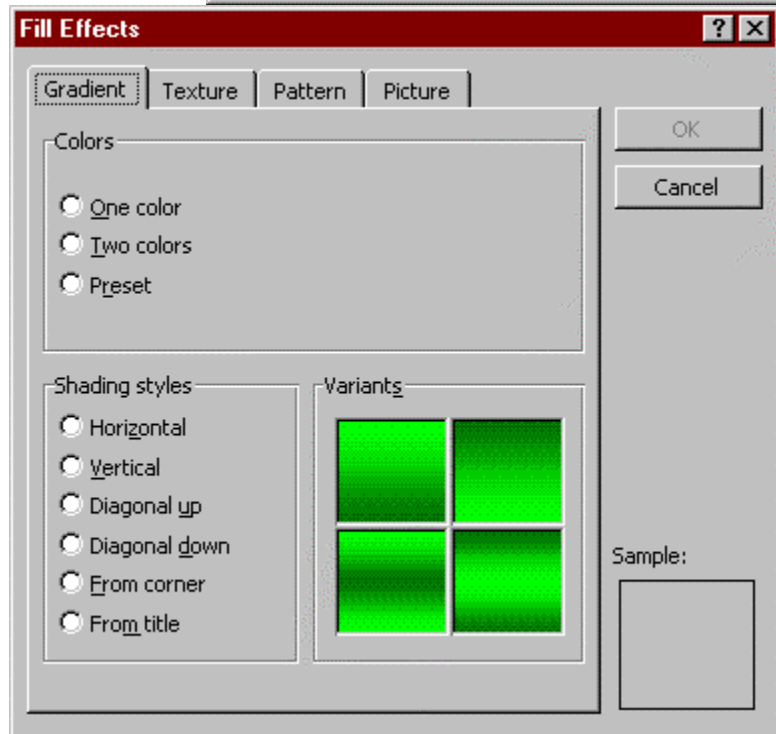 Fill Effects
Gradient Texture Pattern Picture
Colors
OK
Cancel
One color
Two colors
Preset
Shading styles
Horizontal
Vertical
Diagonal up
Diagonal down
From corner
From title
Variants
Sample: